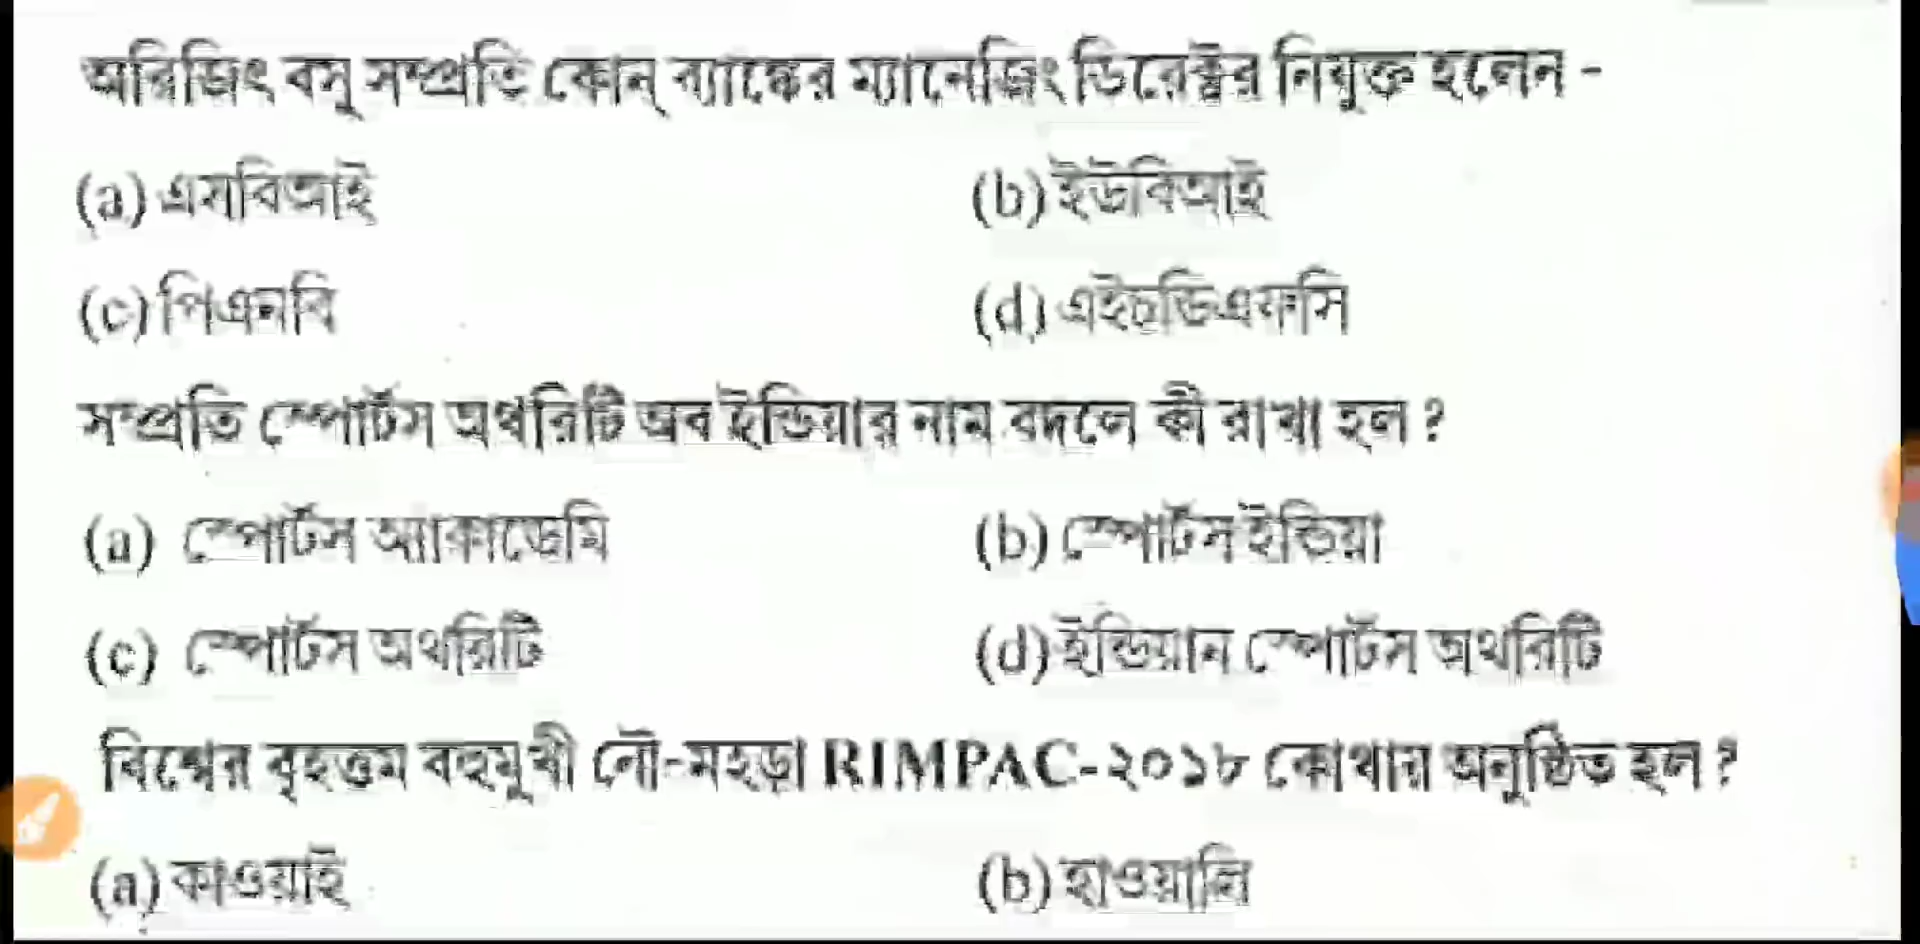 অরিজিৎ বসু সম্প্রতি কোন্ ব্যাঙ্কের ম্যানেজিং ডিরেক্টর নিযুক্ত হলেন -
(a) এসবিআই (b) ইউবিআই
(c) পিএনবি (d) এইচডিএফসি
সম্প্রতি স্পোর্টস অথরিটি অব ইন্ডিয়ার নাম বদলে কী রাখা হল ?
(a) স্পোর্টস অ্যাকাডেমি (b) স্পোর্টস ইন্ডিয়া
(c) স্পোর্টস অথরিটি (d) ইন্ডিয়ান স্পোর্টস অথরিটি
বিশ্বের বৃহত্তম বহুমুখী নৌ-মহড়া RIMPAC-২০১৮ কোথায় অনুষ্ঠিত হল ?
(a) কাওয়াই (b) হাওয়ালি